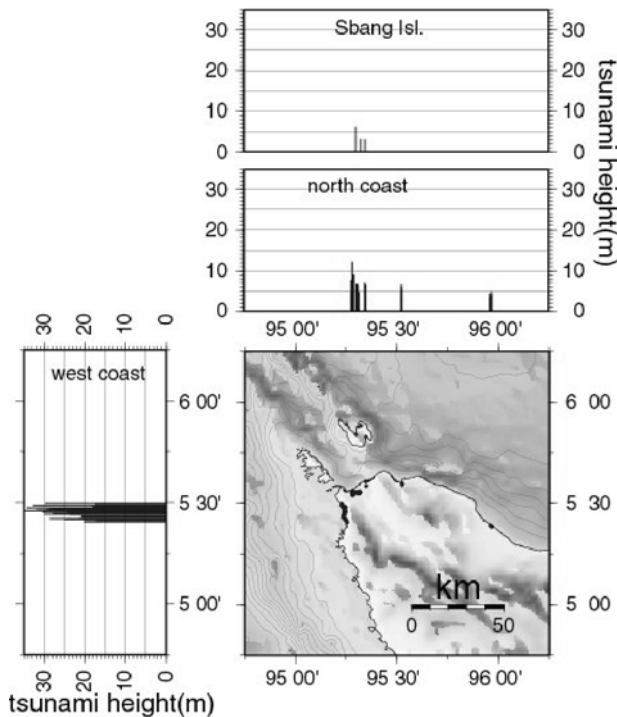 Sbang Isl.
30 30
20 20
10 10
0 0
tsunami height(m)
north coast
30 30
20 20
10 10
0 0
95 00' 95 30' 96 00'
30 20 10 0
west coast
6 00' 6 00
5 30' 5 30
5 00' 5 00
km
0 50
30 20 10 0
95 00' 95 30' 96 00'
tsunami height(m)